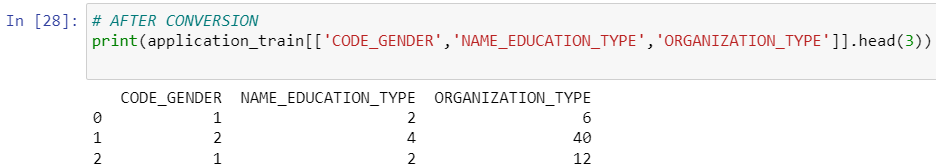 In [28]: # AFTER CONVERSION
print(application_train[['CODE_GENDER','NAME_EDUCATION_TYPE','ORGANIZATION_TYPE']].head(3))
CODE_GENDER NAME_EDUCATION_TYPE ORGANIZATION_TYPE
0 1 2 6
1 2 4 40
2 1 2 12